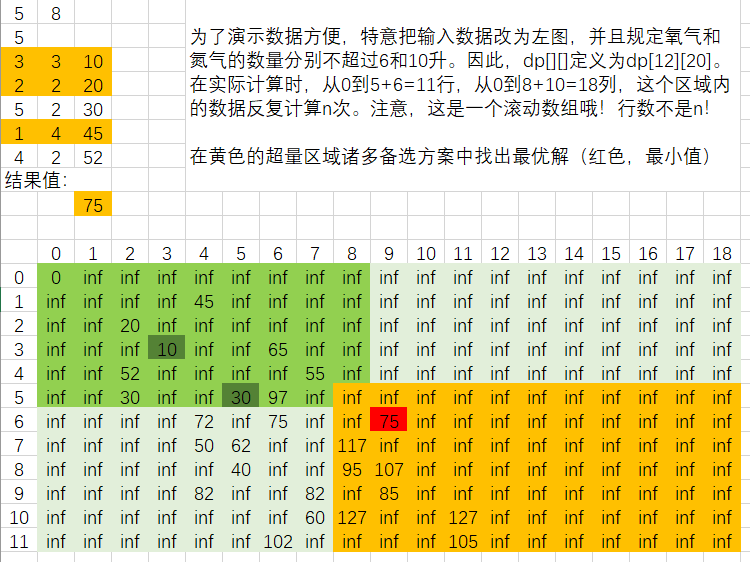 5 8
5
3 3 10
2 2 20
5 2 30
1 4 45
4 2 52
结果值：
75
为了演示数据方便，特意把输入数据改为左图，并且规定氧气和
氮气的数量分别不超过6和10升。因此，dp[][]定义为dp[12][20]。
在实际计算时，从0到5+6=11行，从0到8+10=18列，这个区域内
的数据反复计算n次。注意，这是一个滚动数组哦！行数不是n！
在黄色的超量区域诸多备选方案中找出最优解（红色，最小值）
0 1 2 3 4 5 6 7 8 9 10 11 12 13 14 15 16 17 18
0 0 inf inf inf inf inf inf inf inf inf inf inf inf inf inf inf inf inf inf
1 inf inf inf inf 45 inf inf inf inf inf inf inf inf inf inf inf inf inf inf
2 inf inf 20 inf inf inf inf inf inf inf inf inf inf inf inf inf inf inf inf
3 inf inf inf 10 inf inf 65 inf inf inf inf inf inf inf inf inf inf inf inf
4 inf inf 52 inf inf inf inf 55 inf inf inf inf inf inf inf inf inf inf inf
5 inf inf 30 inf inf 30 97 inf inf inf inf inf inf inf inf inf inf inf inf
6 inf inf inf inf 72 inf 75 inf inf 75 inf inf inf inf inf inf inf inf inf
7 inf inf inf inf 50 62 inf inf 117 inf inf inf inf inf inf inf inf inf inf
8 inf inf inf inf inf 40 inf inf 95 107 inf inf inf inf inf inf inf inf inf
9 inf inf inf inf 82 inf inf 82 inf 85 inf inf inf inf inf inf inf inf inf
10 inf inf inf inf inf inf inf 60 127 inf inf 127 inf inf inf inf inf inf inf
11 inf inf inf inf inf inf 102 inf inf inf inf 105 inf inf inf inf inf inf inf